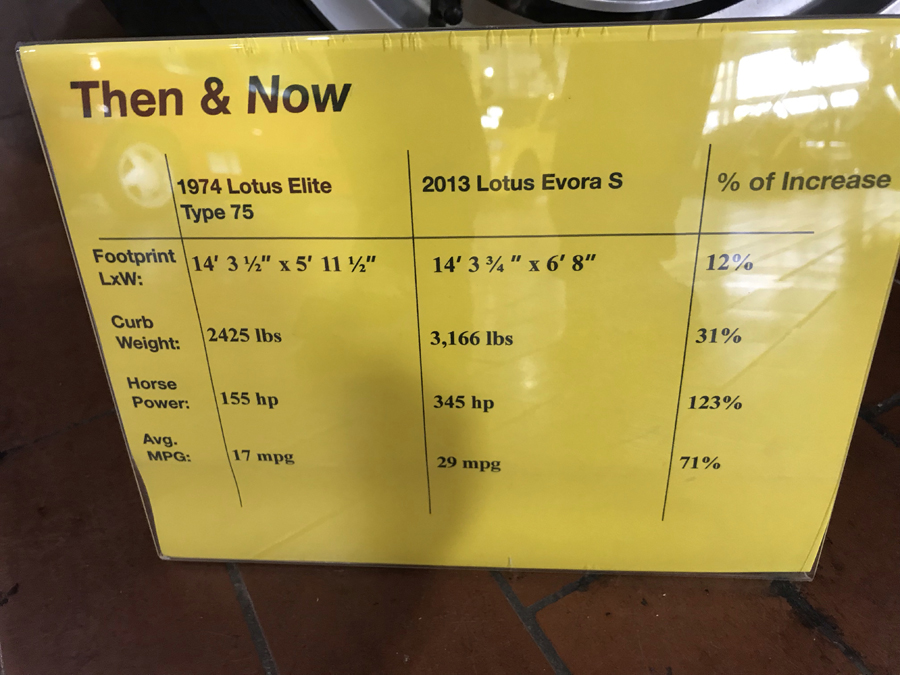 Then & Now
1974 Lotus Elite
Type 75
2013 Lotus Evora S
% of Increase
Footprint
LxW:
14' 3 ½" x 5' 11 ½"
14' 3 ¾ " x 6' 8"
12%
Curb
Weight:
2425 lbs
3,166 lbs
31%
Horse
Power:
155 hp
345 hp
123%
Avg.
MPG:
17 mpg
29 mpg
71%